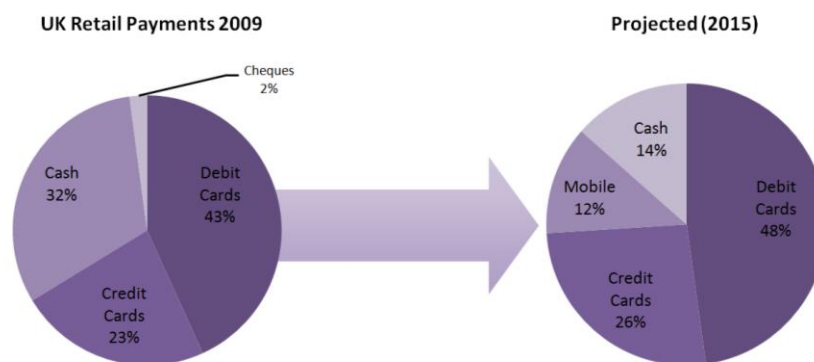 UK Retail Payments 2009
Cheques
2%
Cash
32%
Debit
Cards
43%
Credit
Cards
23%
Projected (2015)
Cash
14%
Mobile
12%
Debit
Cards
48%
Credit
Cards
26%